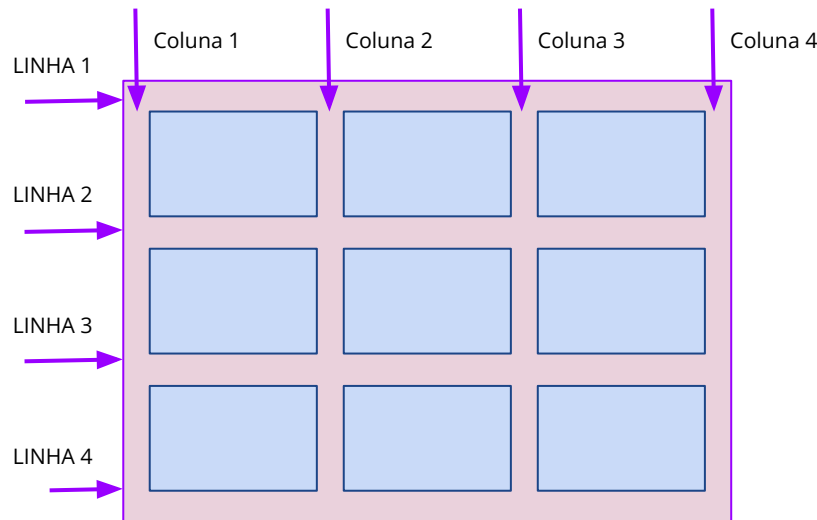 Coluna 1
Coluna 2
Coluna 3
Coluna 4
LINHA 1
LINHA 2
LINHA 3
LINHA 4